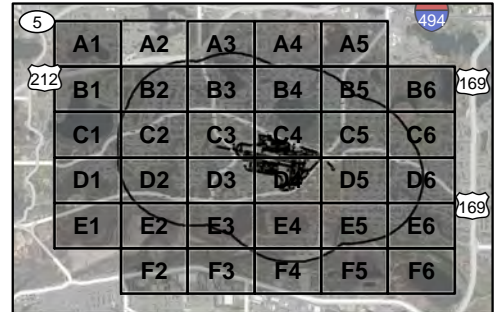 5
494
A1 A2 A3 A4 A5
212
169
B1 B2 B3 B4 B5 B6
C1 C2 C3 C4 C5 C6
D1 D2 D3 D4 D5 D6
169
E1 E2 E3 E4 E5 E6
F2 F3 F4 F5 F6